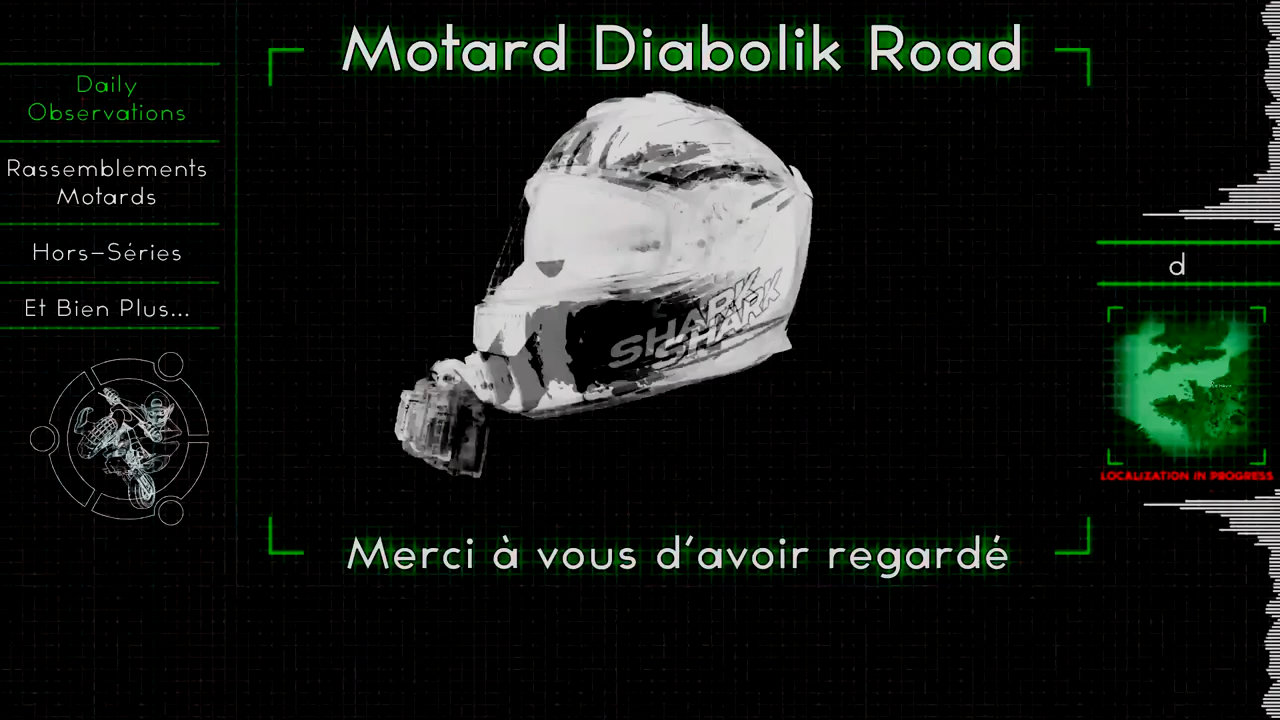 Motard Diabolik Road
Daily
Observations
Rassemblements
Motards
Hors-Séries
Et Bien Plus...
SHARK
SHARK
d
LOCALIZATION IN PROGRESS
Merci à vous d'avoir regardé